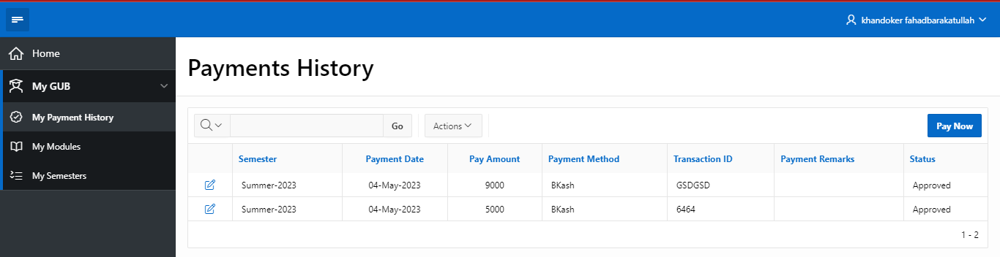 khandoker fahadbarakatullah
Home
My GUB
My Payment History
My Modules
My Semesters
Payments History
Go Actions Pay Now
Semester Payment Date Pay Amount Payment Method Transaction ID Payment Remarks Status
Summer-2023 04-May-2023 9000 BKash GSDGSD Approved
Summer-2023 04-May-2023 5000 BKash 6464 Approved
1 - 2